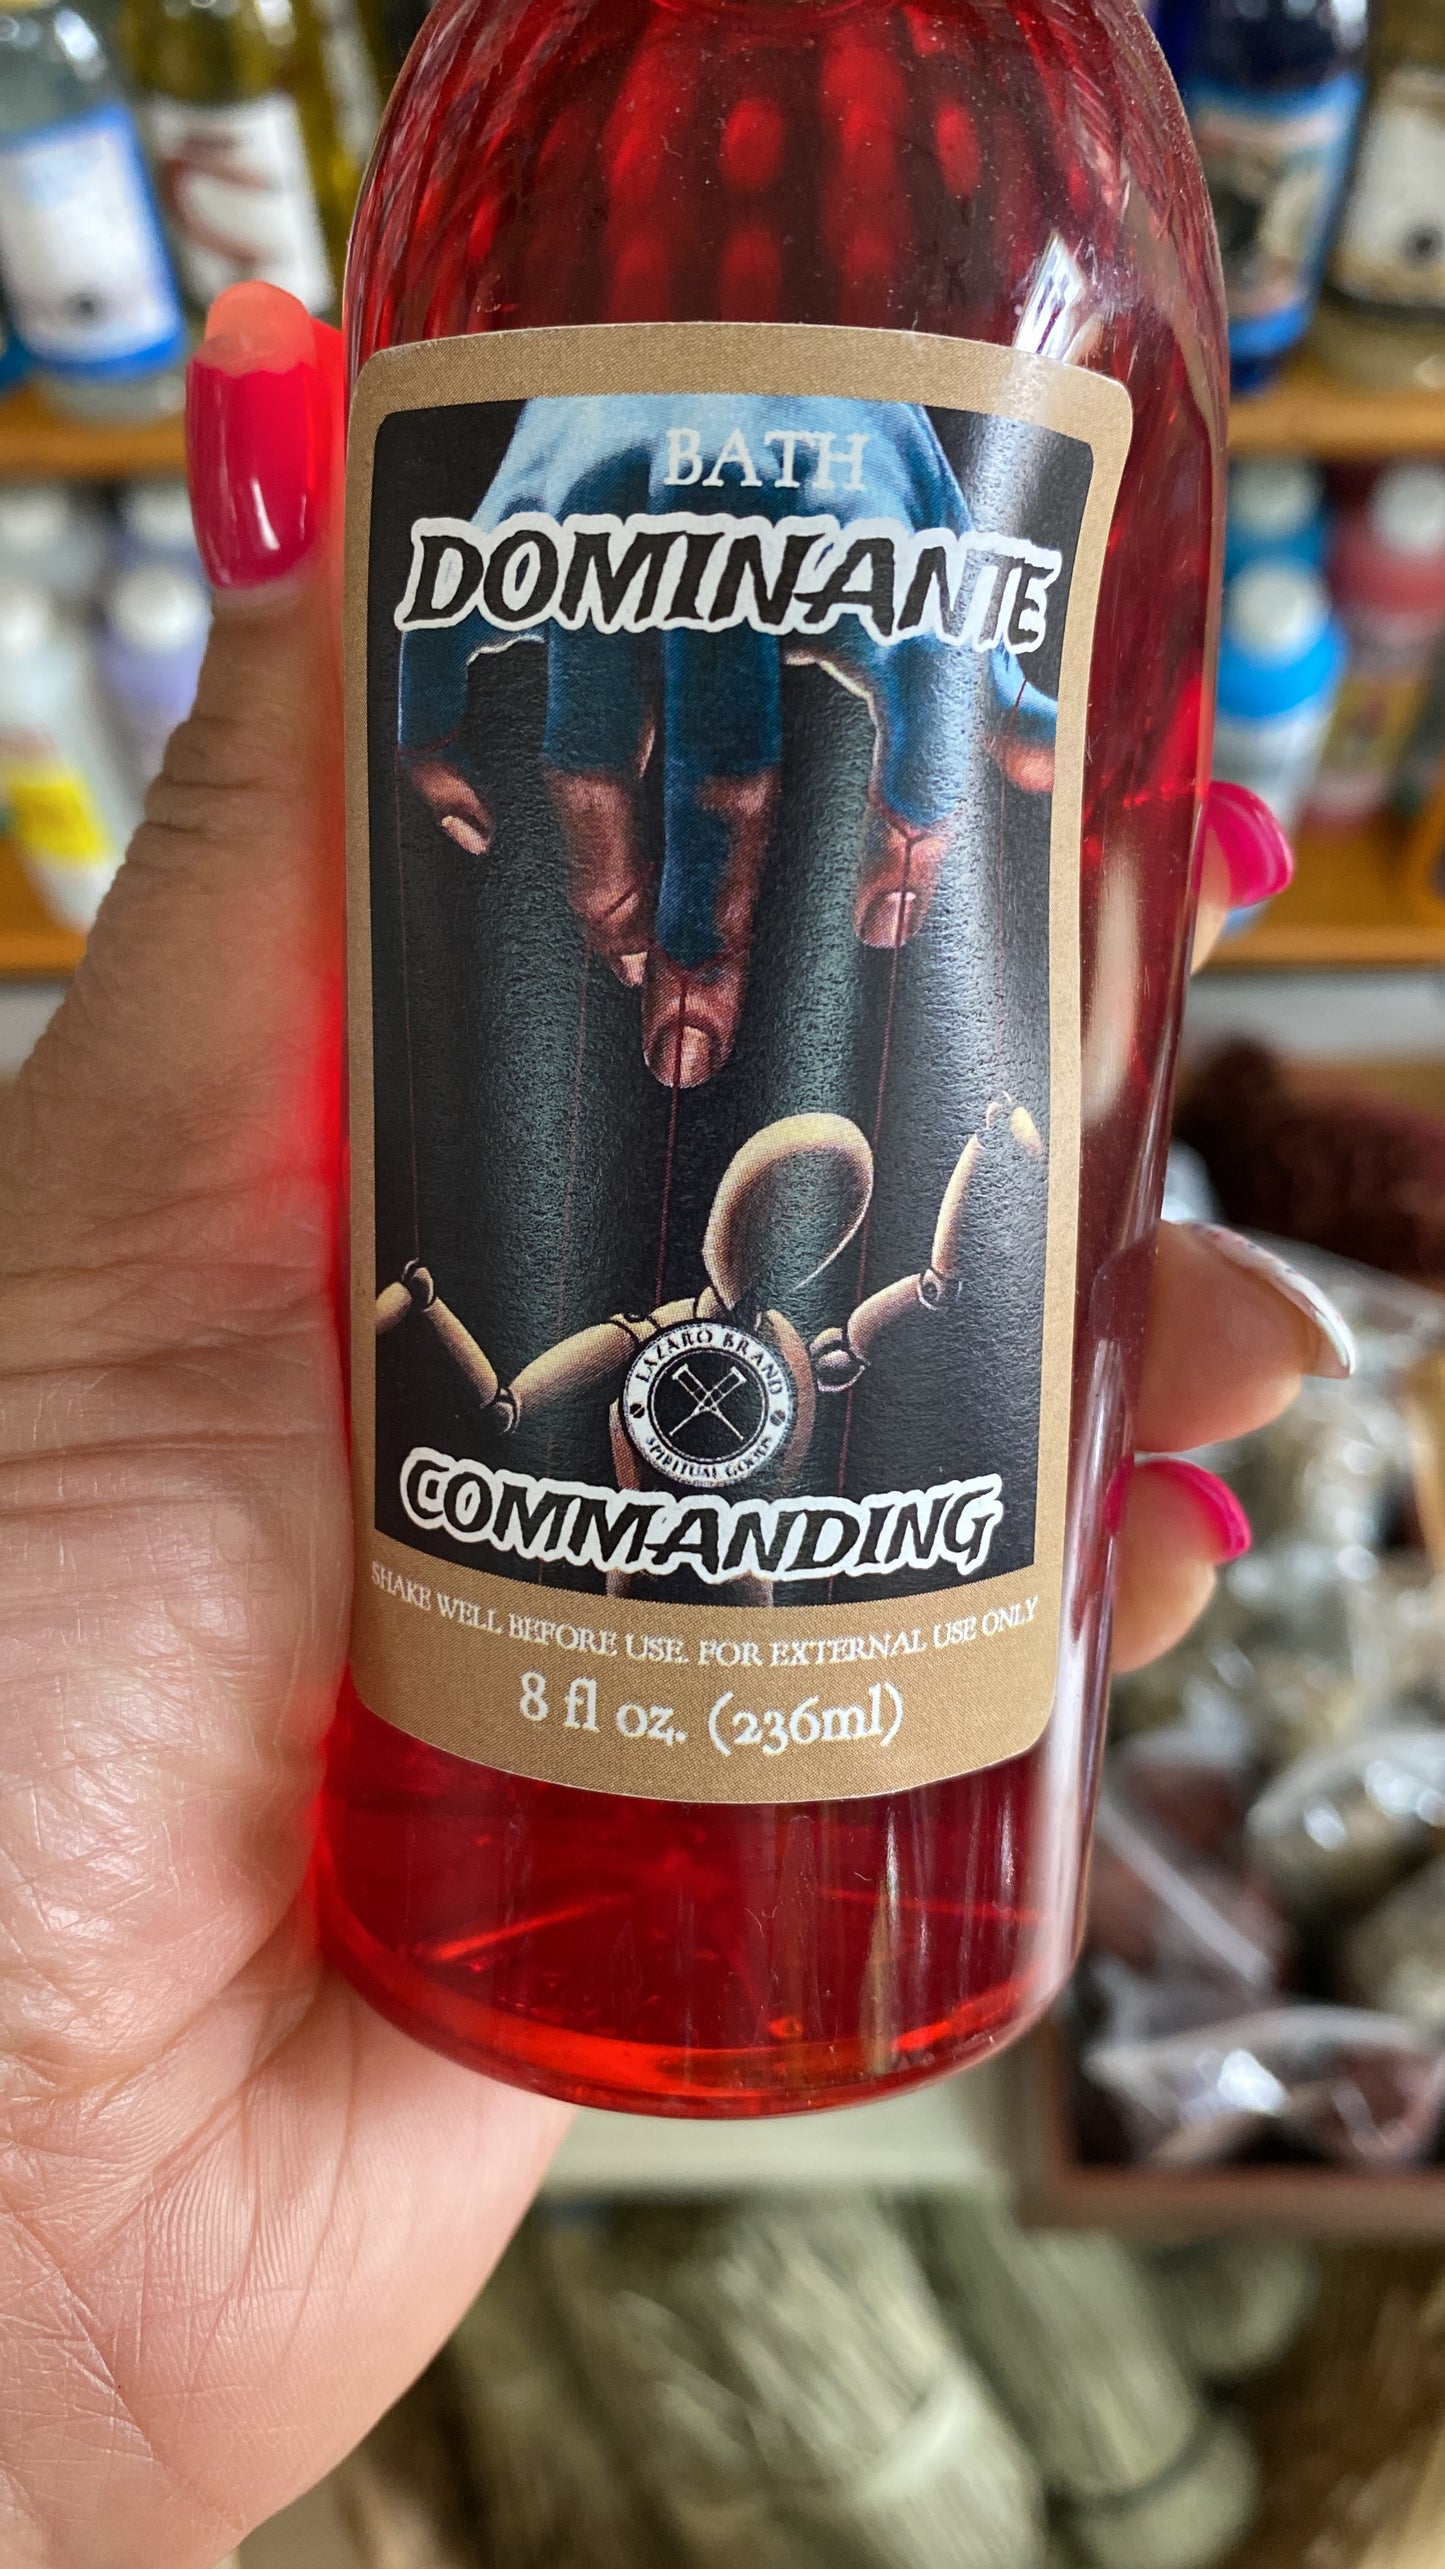 BATH
DOMINANTE
LAZARO BRAND
SPIRITUAL GOODS
COMMANDING
SHAKE WELL BEFORE USE. FOR EXTERNAL USE ONLY
8 fl oz. (236ml)